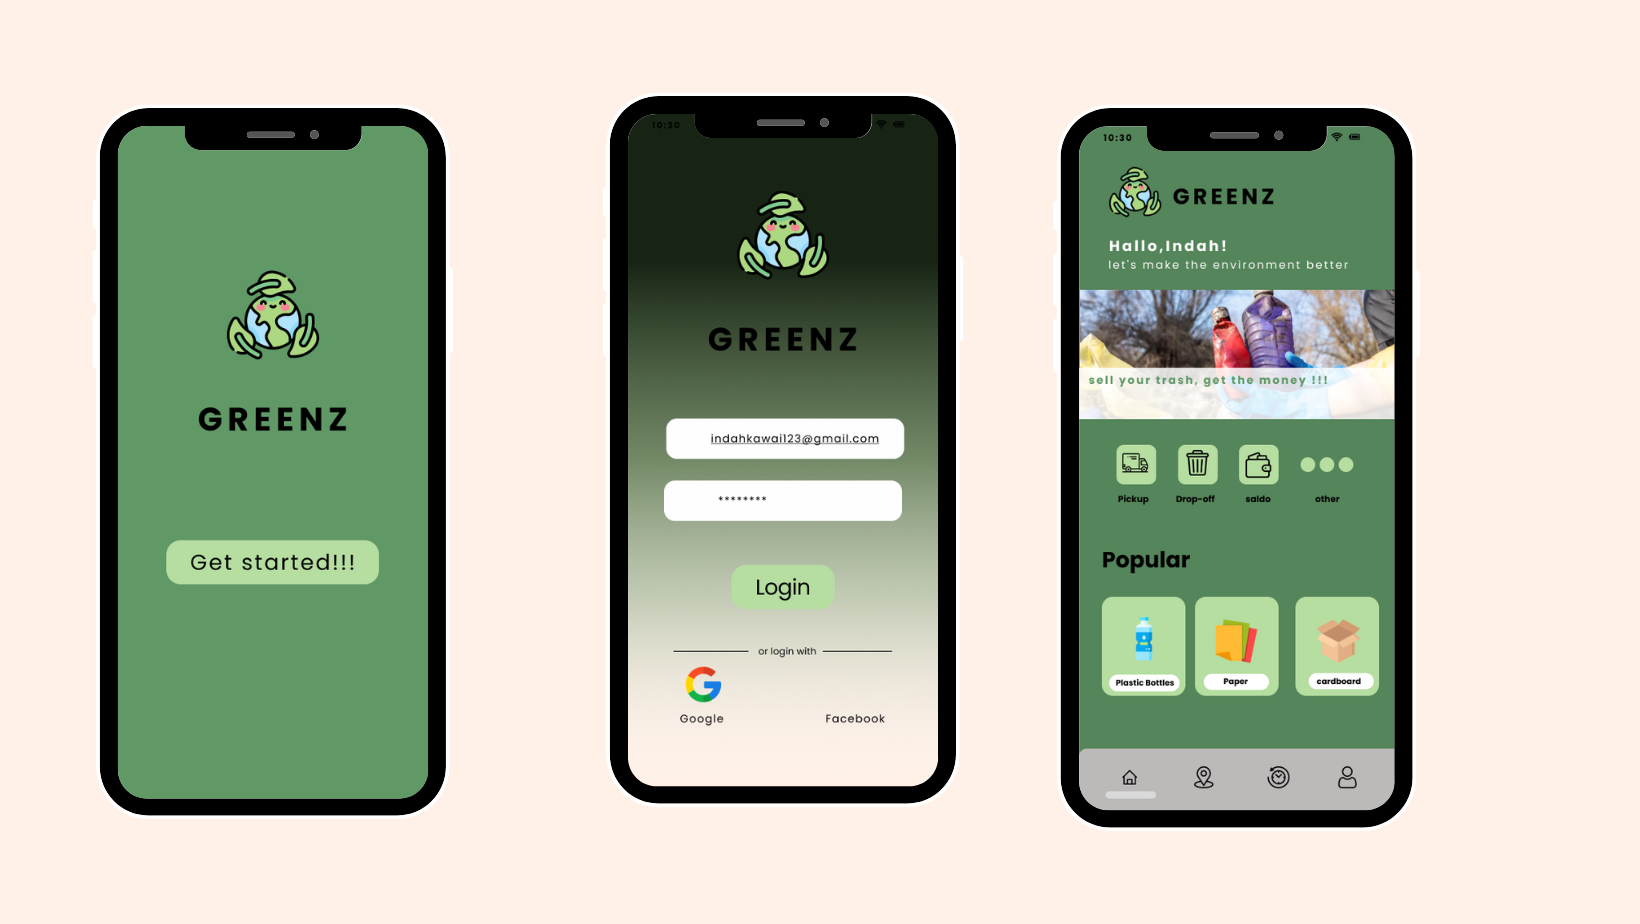 GREENZ
Get started!!!
10:30
GREENZ
indahkawai123@gmail.com
********
Login
or login with
Google
Facebook
10:30
GREENZ
Hallo,Indah!
let's make the environment better
sell your trash, get the money !!!
Pickup
Drop-off
saldo
other
Popular
Plastic Bottles
Paper
cardboard